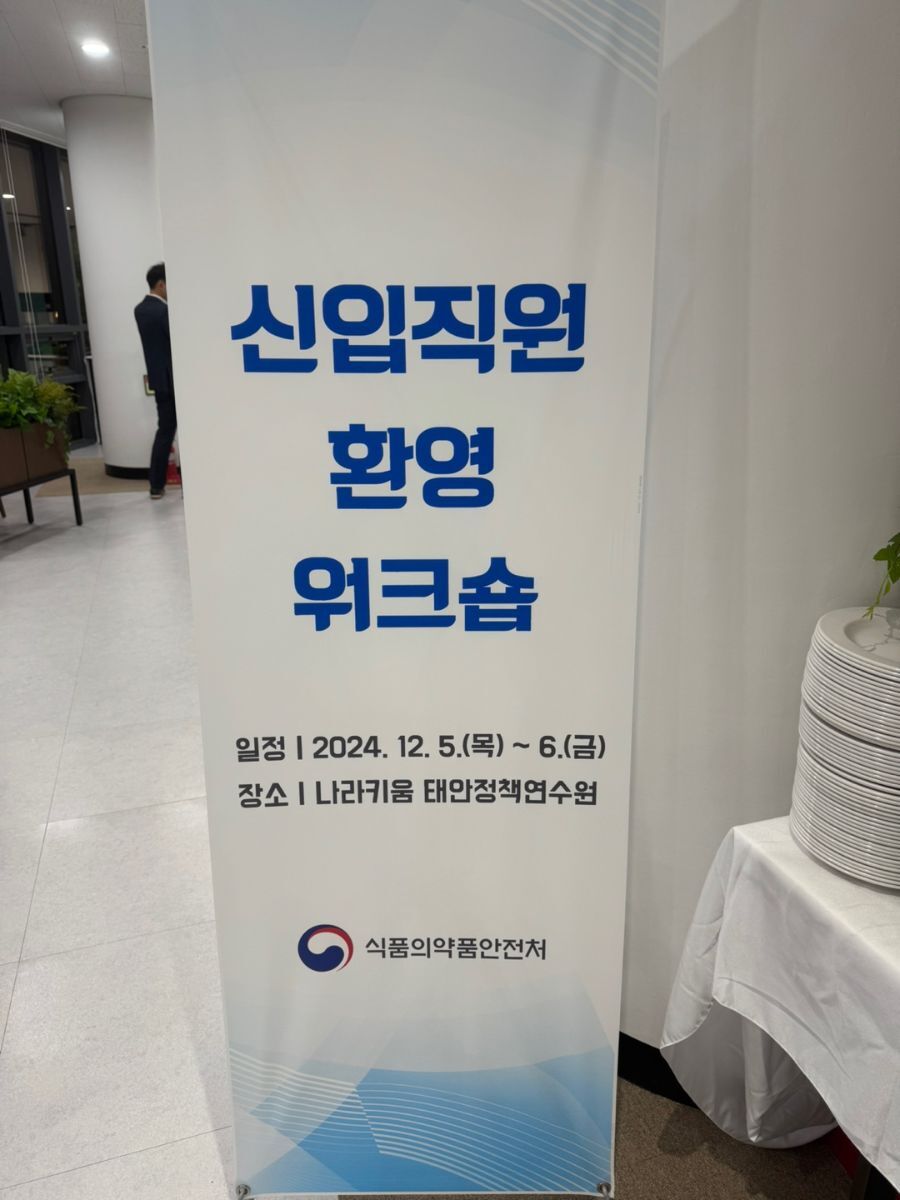 신입직원
환영
워크숍
일정 | 2024. 12. 5.(목) ~ 6.(금)
장소 | 나라키움 태안정책연수원
식품의약품안전처